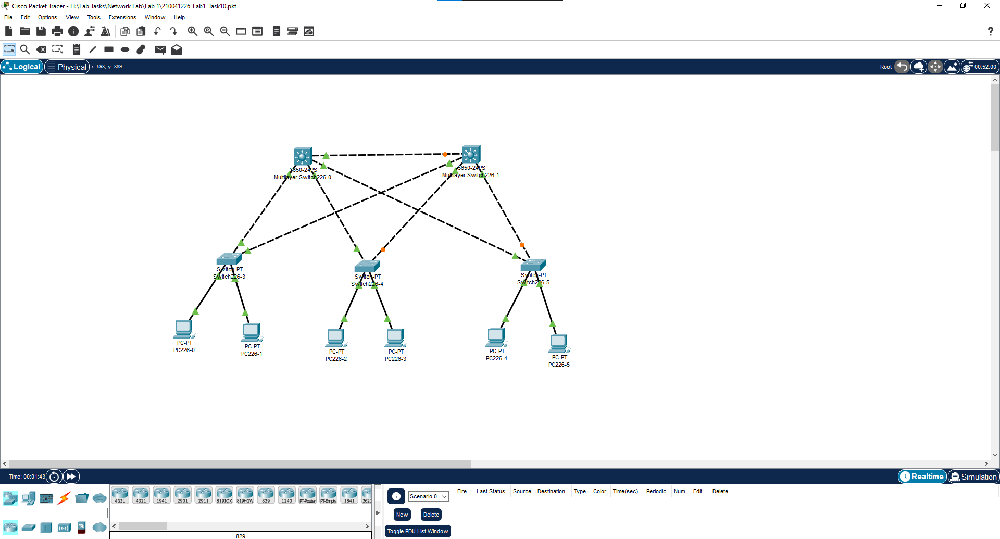 Cisco Packet Tracer - H:\Lab Tasks\Network Lab\Lab 1\210041226_Lab1_Task10.pkt
File Edit Options View Tools Extensions Window Help
?
Logical Physical x: 593, y: 389 Root 00:52:00
3650-24PS
Multilayer Switch226-0
3650-24PS
Multilayer Switch226-1
Switch-PT
Switch226-3
Switch-PT
Switch226-4
Switch-PT
Switch226-5
PC-PT
PC226-0
PC-PT
PC226-1
PC-PT
PC226-2
PC-PT
PC226-3
PC-PT
PC226-4
PC-PT
PC226-5
Time: 00:01:43 Realtime Simulation
4331 4321 1941 2901 2911 819IOX 819HGW 829 1240 PT-Router PT-Empty 1841 2620
829
Scenario 0
New Delete
Toggle PDU List Window
Fire Last Status Source Destination Type Color Time(sec) Periodic Num Edit Delete